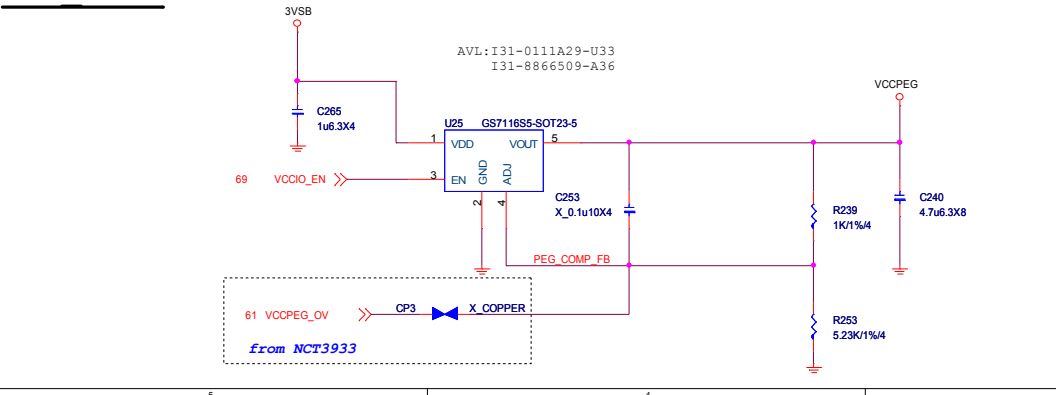 3VSB
AVL:I31-0111A29-U33
I31-8866509-A36
VCCPEG
C265
1u6.3X4
U25 GS7116S5-SOT23-5
1 VDD VOUT 5
69 VCCIO_EN 3 EN GND ADJ
2 4
C253
X_0.1u10X4
R239
1K/1%/4
C240
4.7u6.3X8
PEG_COMP_FB
61 VCCPEG_OV CP3 X_COPPER
R253
5.23K/1%/4
from NCT3933